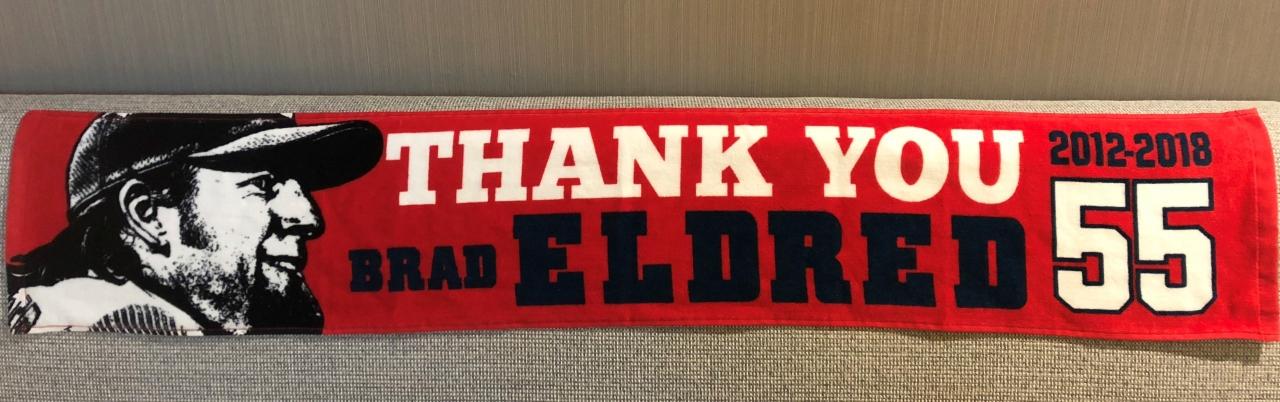 THANK YOU
BRAD ELDRED
2012-2018
55